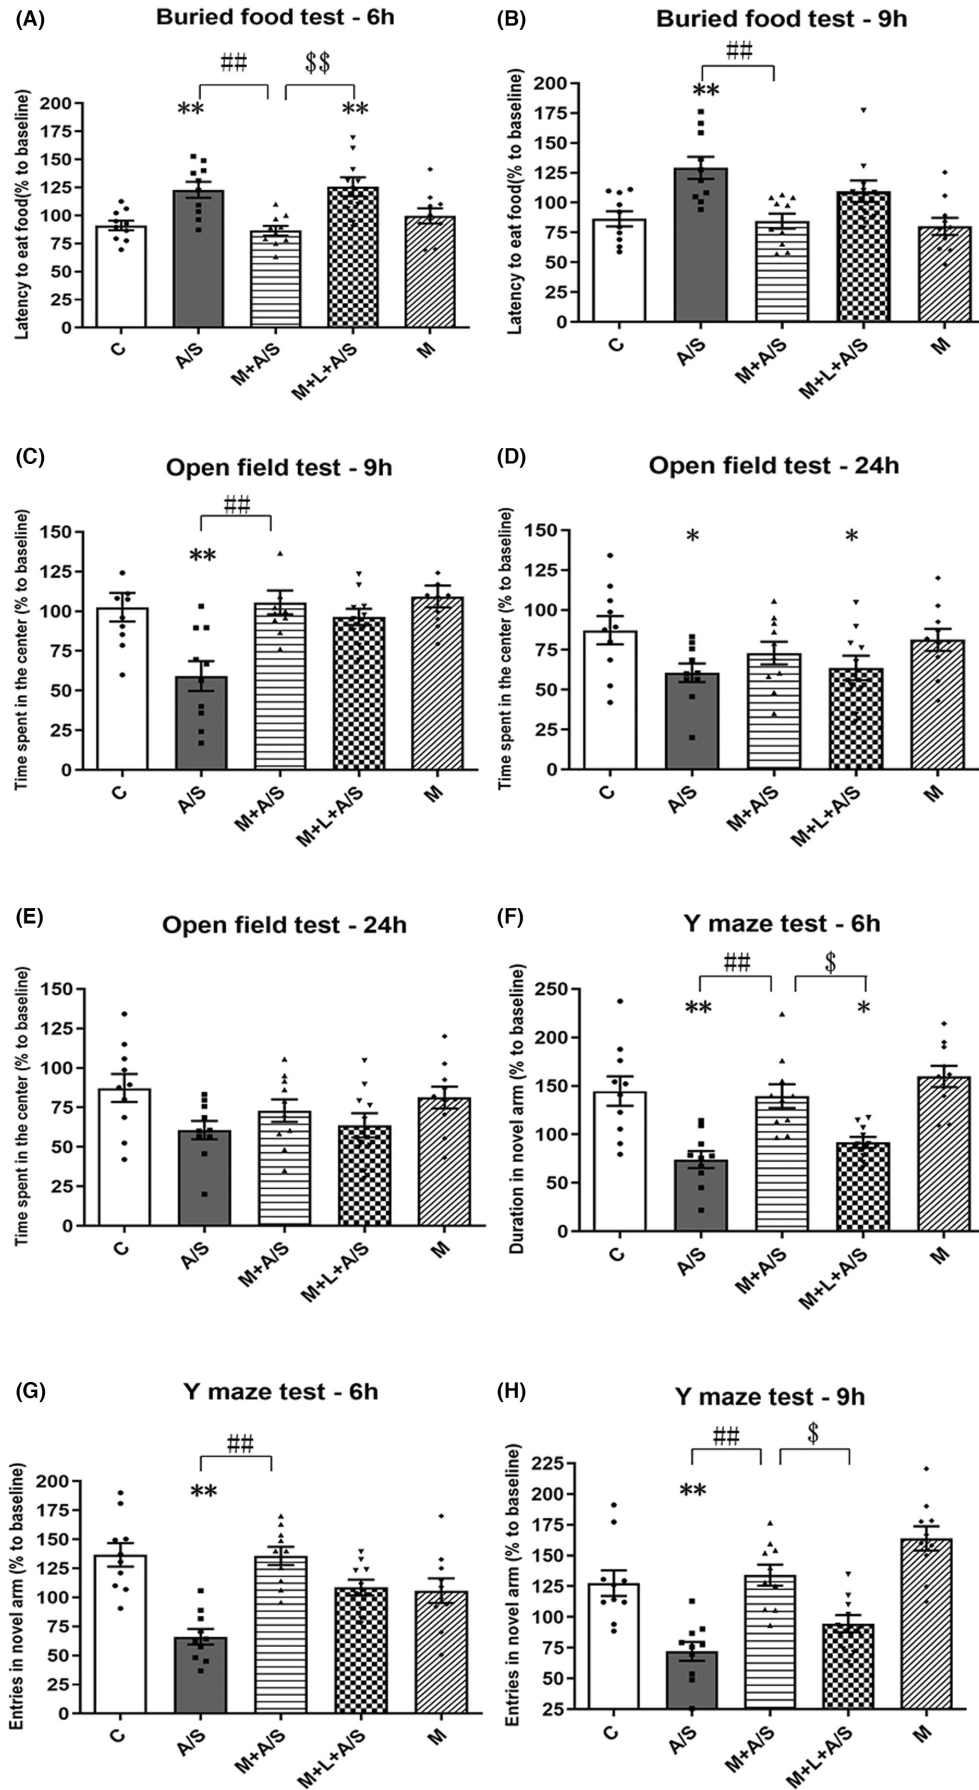 (A)
Buried food test - 6h
## $$
** **
Latency to eat food(% to baseline)
200
175
150
125
100
75
50
25
0
C
A/S
M+A/S
M+L+A/S
M
(B)
Buried food test - 9h
##
**
Latency to eat food(% to baseline)
200
175
150
125
100
75
50
25
0
C
A/S
M+A/S
M+L+A/S
M
(C)
Open field test - 9h
##
**
Time spent in the center (% to baseline)
150
125
100
75
50
25
0
C
A/S
M+A/S
M+L+A/S
M
(D)
Open field test - 24h
* *
Time spent in the center (% to baseline)
150
125
100
75
50
25
0
C
A/S
M+A/S
M+L+A/S
M
(E)
Open field test - 24h
Time spent in the center (% to baseline)
150
125
100
75
50
25
0
C
A/S
M+A/S
M+L+A/S
M
(F)
Y maze test - 6h
## $
** *
Duration in novel arm (% to baseline)
250
200
150
100
50
0
C
A/S
M+A/S
M+L+A/S
M
(G)
Y maze test - 6h
##
**
Entries in novel arm (% to baseline)
200
175
150
125
100
75
50
25
0
C
A/S
M+A/S
M+L+A/S
M
(H)
Y maze test - 9h
## $
**
Entries in novel arm (% to baseline)
225
200
175
150
125
100
75
50
25
C
A/S
M+A/S
M+L+A/S
M